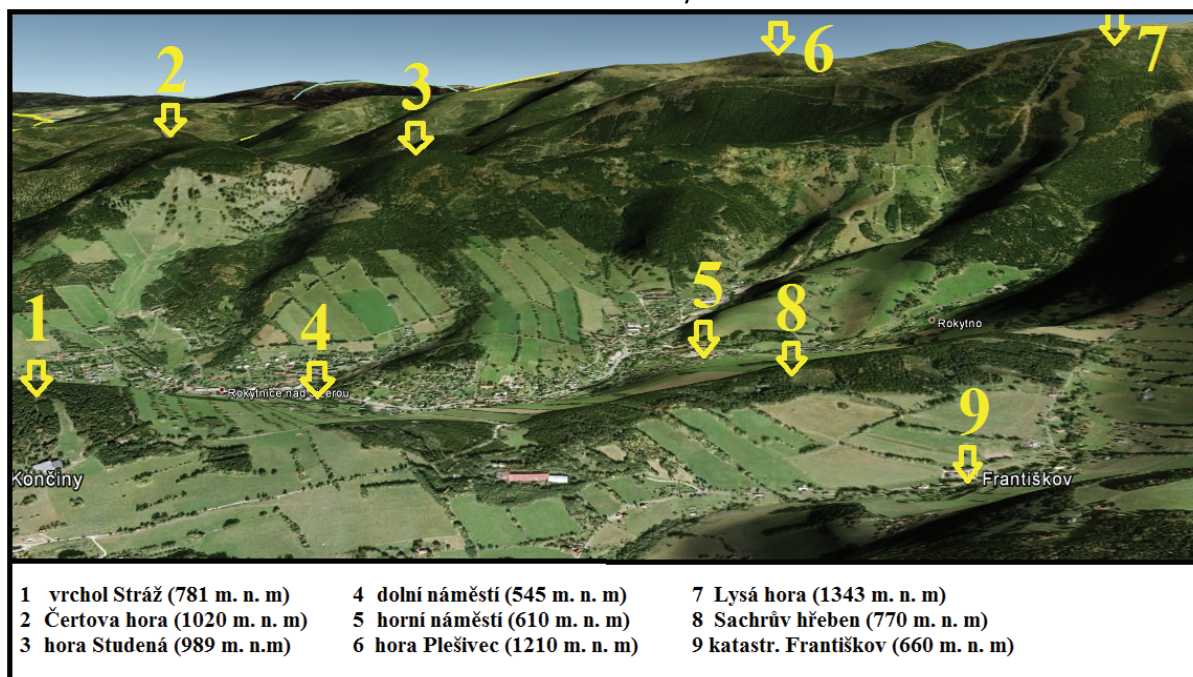 2
3
6
7
1
4
5
8
Rokytno
Rokytnice nad Jizerou
9
Končiny
Františkov
1 vrchol Stráž (781 m. n. m) 4 dolní náměstí (545 m. n. m) 7 Lysá hora (1343 m. n. m)
2 Čertova hora (1020 m. n. m) 5 horní náměstí (610 m. n. m) 8 Sachrův hřeben (770 m. n. m)
3 hora Studená (989 m. n.m) 6 hora Plešivec (1210 m. n. m) 9 katastr. Františkov (660 m. n. m)